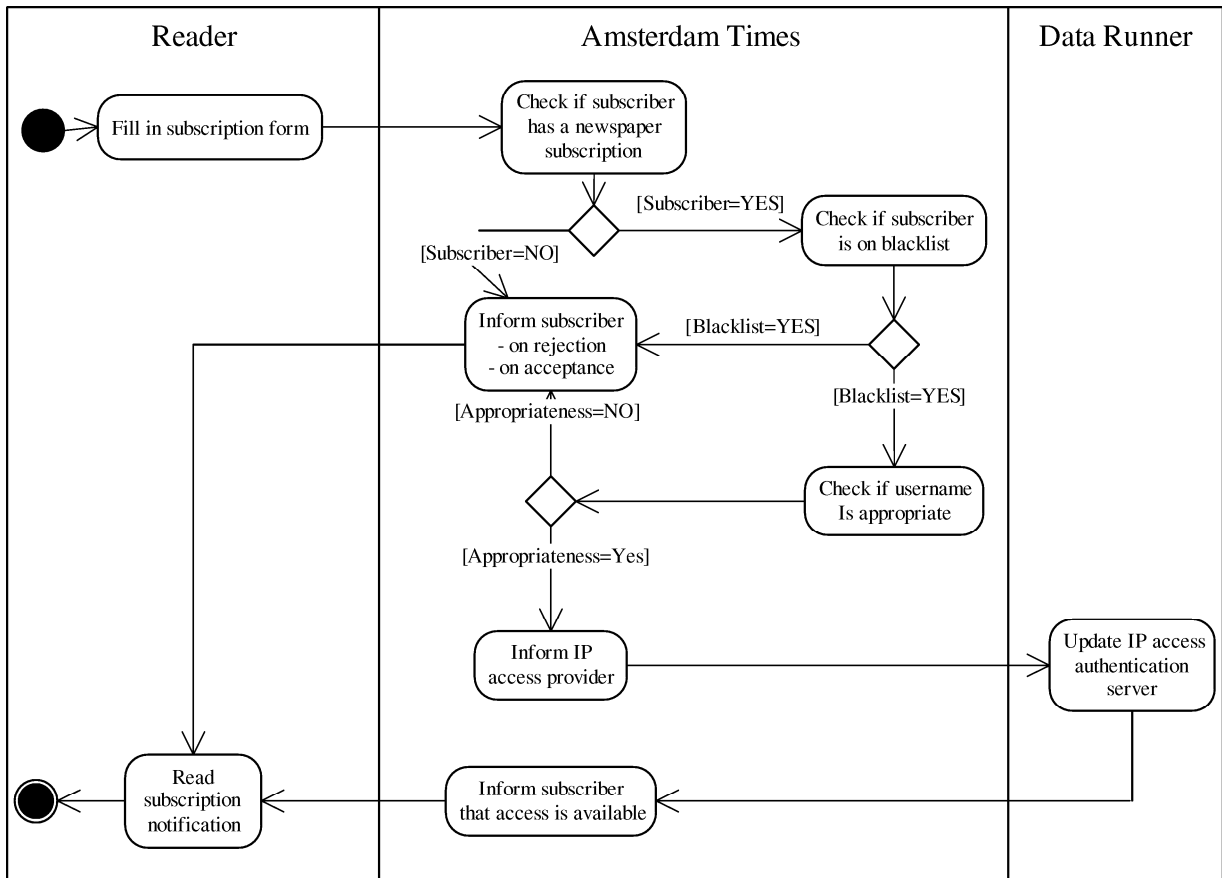 Reader
Amsterdam Times
Data Runner
Fill in subscription form
Check if subscriber
has a newspaper
subscription
[Subscriber=YES]
Check if subscriber
is on blacklist
[Subscriber=NO]
Inform subscriber
- on rejection
- on acceptance
[Blacklist=YES]
[Blacklist=YES]
[Appropriateness=NO]
Check if username
Is appropriate
[Appropriateness=Yes]
Inform IP
access provider
Update IP access
authentication
server
Read
subscription
notification
Inform subscriber
that access is available